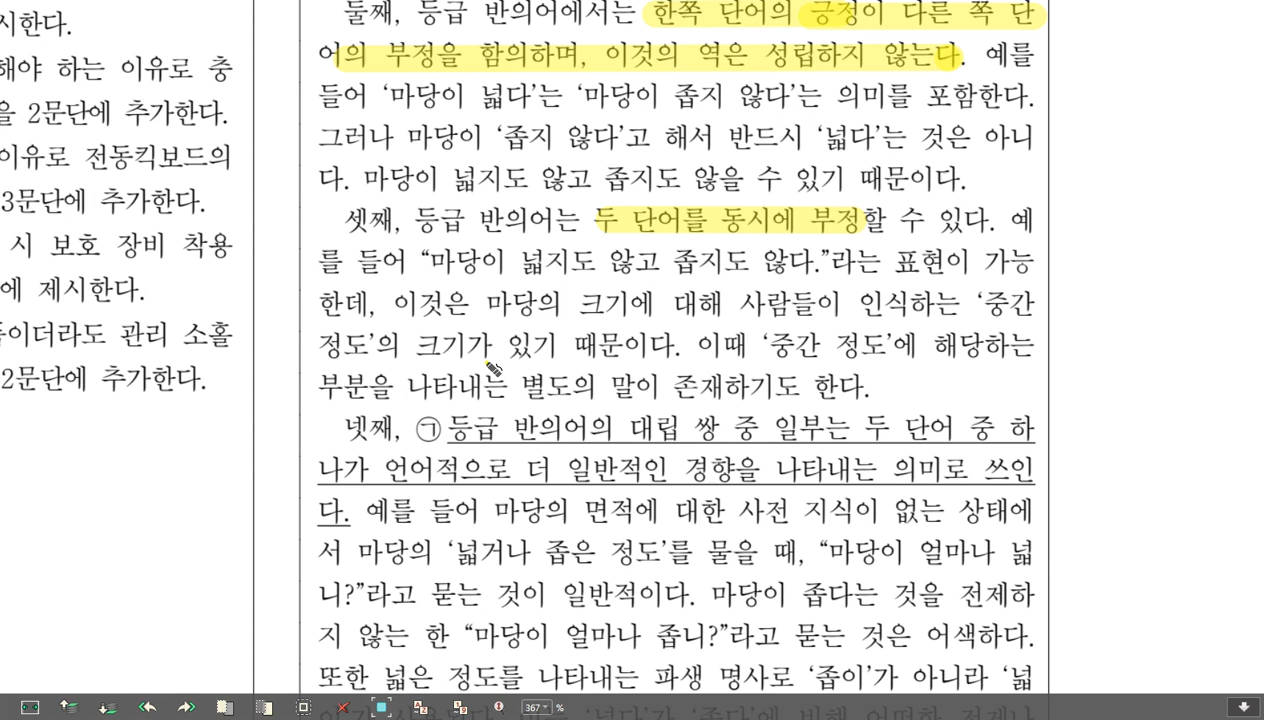 시한다.
해야 하는 이유로 충
을 2문단에 추가한다.
이유로 전동킥보드의
3문단에 추가한다.
시 보호 장비 착용
에 제시한다.
들이더라도 관리 소홀
2문단에 추가한다.
둘째, 등급 반의어에서는 한쪽 단어의 긍정이 다른 쪽 단
어의 부정을 함의하며, 이것의 역은 성립하지 않는다. 예를
들어 ‘마당이 넓다’는 ‘마당이 좁지 않다’는 의미를 포함한다.
그러나 마당이 ‘좁지 않다’고 해서 반드시 ‘넓다’는 것은 아니
다. 마당이 넓지도 않고 좁지도 않을 수 있기 때문이다.
셋째, 등급 반의어는 두 단어를 동시에 부정할 수 있다. 예
를 들어 “마당이 넓지도 않고 좁지도 않다.”라는 표현이 가능
한데, 이것은 마당의 크기에 대해 사람들이 인식하는 ‘중간
정도’의 크기가 있기 때문이다. 이때 ‘중간 정도’에 해당하는
부분을 나타내는 별도의 말이 존재하기도 한다.
넷째, ㉠등급 반의어의 대립 쌍 중 일부는 두 단어 중 하
나가 언어적으로 더 일반적인 경향을 나타내는 의미로 쓰인
다. 예를 들어 마당의 면적에 대한 사전 지식이 없는 상태에
서 마당의 ‘넓거나 좁은 정도’를 물을 때, “마당이 얼마나 넓
니?”라고 묻는 것이 일반적이다. 마당이 좁다는 것을 전제하
지 않는 한 “마당이 얼마나 좁니?”라고 묻는 것은 어색하다.
또한 넓은 정도를 나타내는 파생 명사로 ‘좁이’가 아니라 ‘넓
367 %